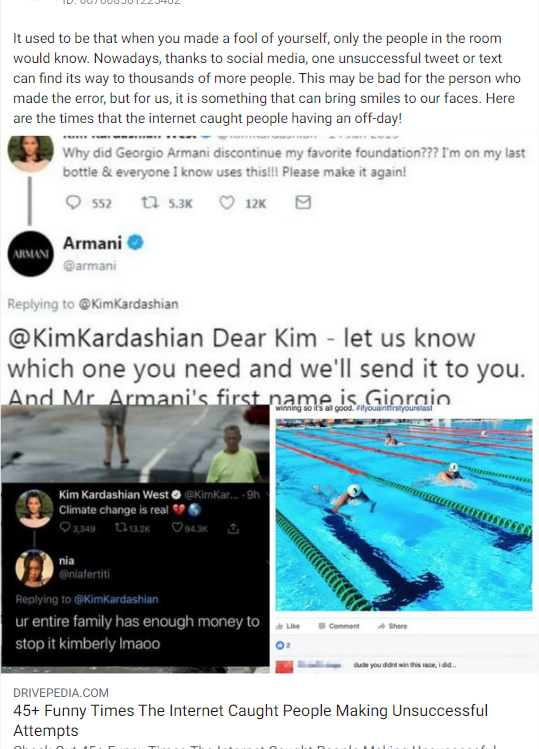 It used to be that when you made a fool of yourself, only the people in the room
would know. Nowadays, thanks to social media, one unsuccessful tweet or text
can find its way to thousands of more people. This may be bad for the person who
made the error, but for us, it is something that can bring smiles to our faces. Here
are the times that the internet caught people having an off-day!
Why did Georgio Armani discontinue my favorite foundation??? I'm on my last
bottle & everyone I know uses this!!! Please make it again!
552 5.3K 12K
ARMANI
Armani
@armani
Replying to @KimKardashian
@KimKardashian Dear Kim - let us know
which one you need and we'll send it to you.
And Mr. Armani's first name is Giorgio
Kim Kardashian West @KimKar... · 9h
Climate change is real
3,349 13.2K 94.3K
nia
@niafertiti
Replying to @KimKardashian
ur entire family has enough money to
stop it kimberly lmaoo
winning so it's all good. #ifyouaintfirstyourelast
Like Comment Share
2
dude you didnt win this race, i did...
DRIVEPEDIA.COM
45+ Funny Times The Internet Caught People Making Unsuccessful
Attempts